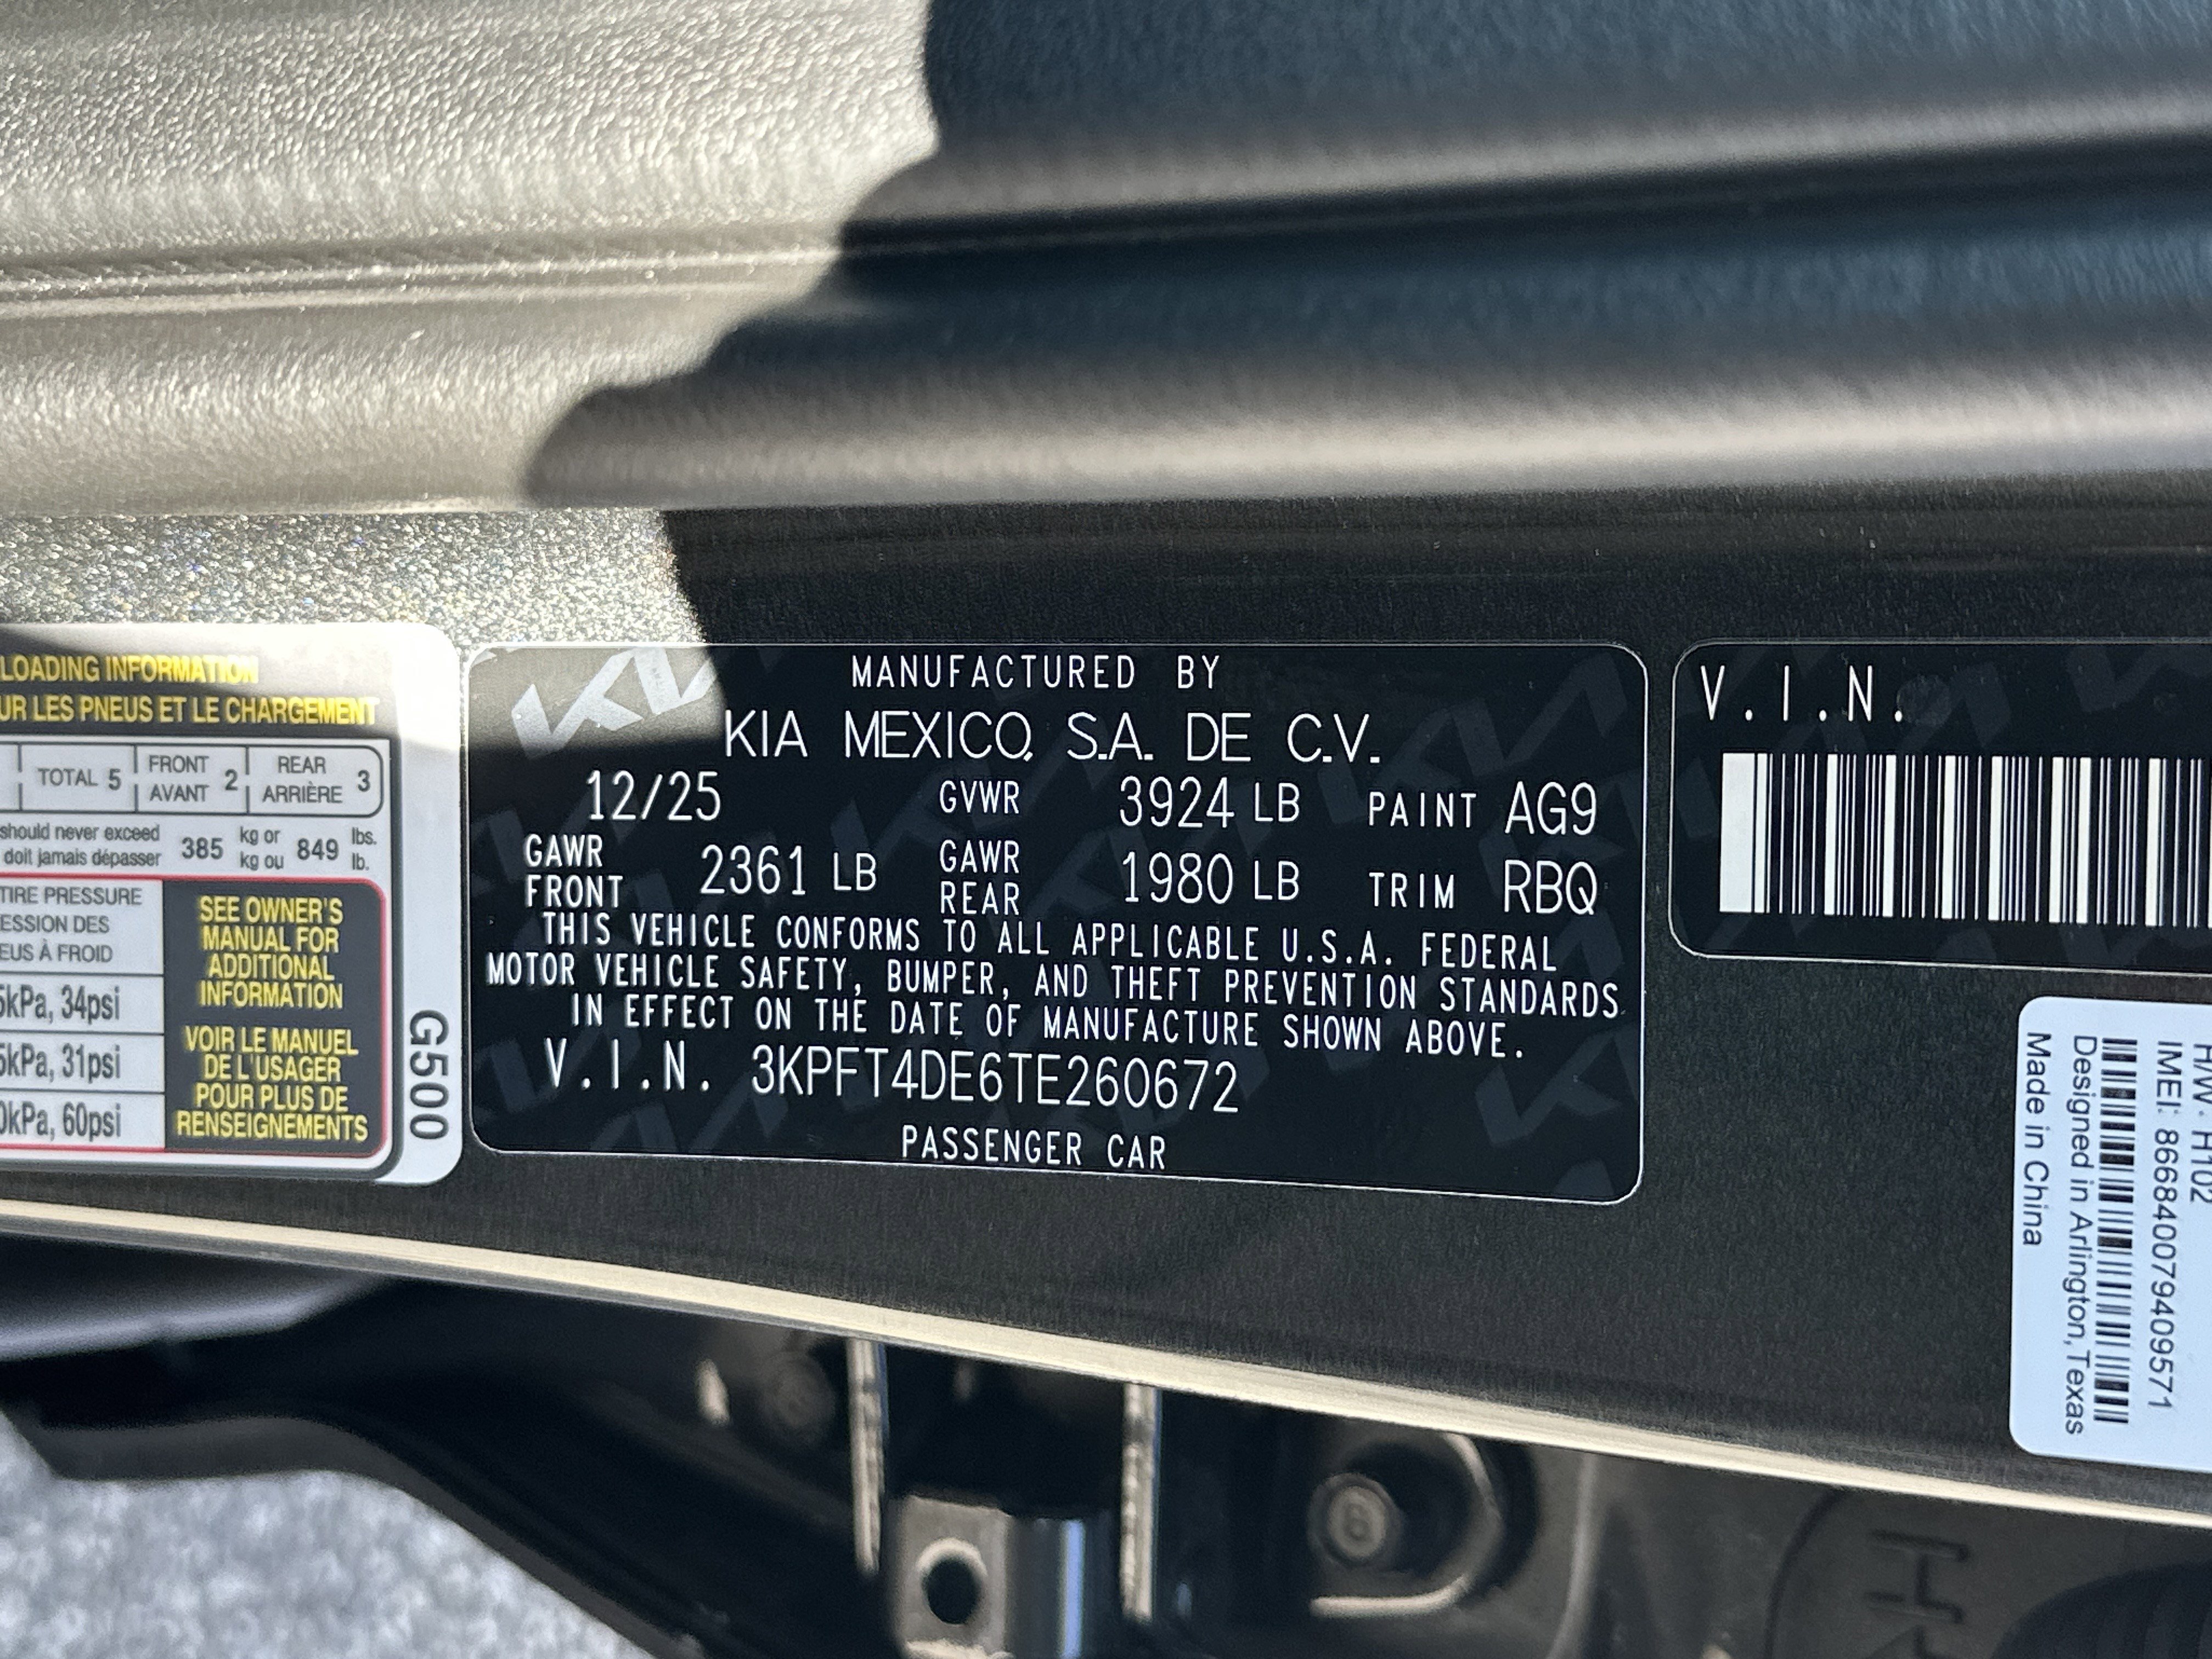 LOADING INFORMATION
UR LES PNEUS ET LE CHARGEMENT
TOTAL 5 FRONT AVANT 2 REAR ARRIÈRE 3
should never exceed 385 kg or 849 lbs.
doit jamais dépasser kg ou lb.
TIRE PRESSURE
ESSION DES
EUS À FROID
5kPa, 34psi
5kPa, 31psi
0kPa, 60psi
SEE OWNER'S
MANUAL FOR
ADDITIONAL
INFORMATION
VOIR LE MANUEL
DE L'USAGER
POUR PLUS DE
RENSEIGNEMENTS
G500
KIA
MANUFACTURED BY
KIA MEXICO, S.A. DE C.V.
12/25 GVWR 3924 LB PAINT AG9
GAWR FRONT 2361 LB GAWR REAR 1980 LB TRIM RBQ
THIS VEHICLE CONFORMS TO ALL APPLICABLE U.S.A. FEDERAL
MOTOR VEHICLE SAFETY, BUMPER, AND THEFT PREVENTION STANDARDS
IN EFFECT ON THE DATE OF MANUFACTURE SHOWN ABOVE.
V.I.N. 3KPFT4DE6TE260672
PASSENGER CAR
V.I.N.
H/W: H102
IMEI: 866840079409571
Designed in Arlington, Texas
Made in China